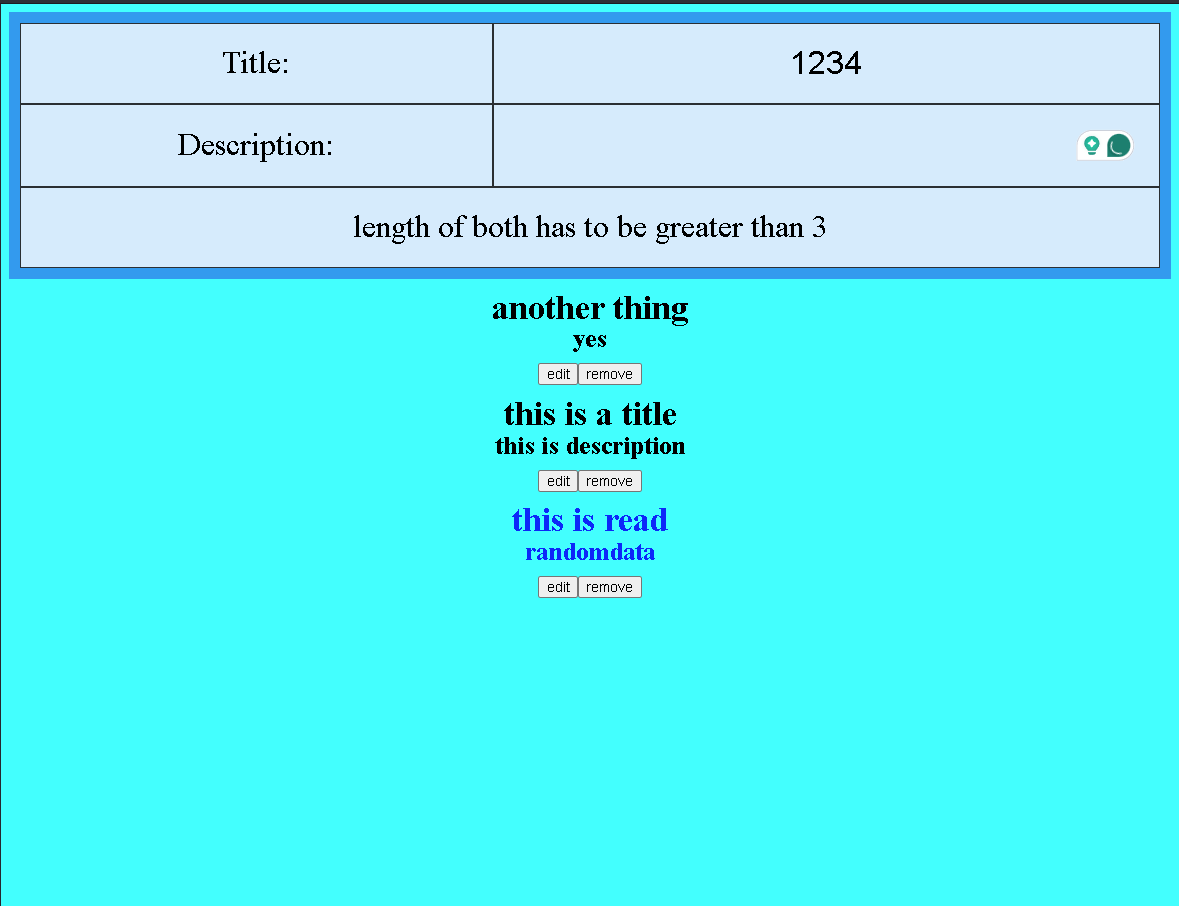 Title: 1234
Description:
length of both has to be greater than 3
another thing
yes
edit remove
this is a title
this is description
edit remove
this is read
randomdata
edit remove